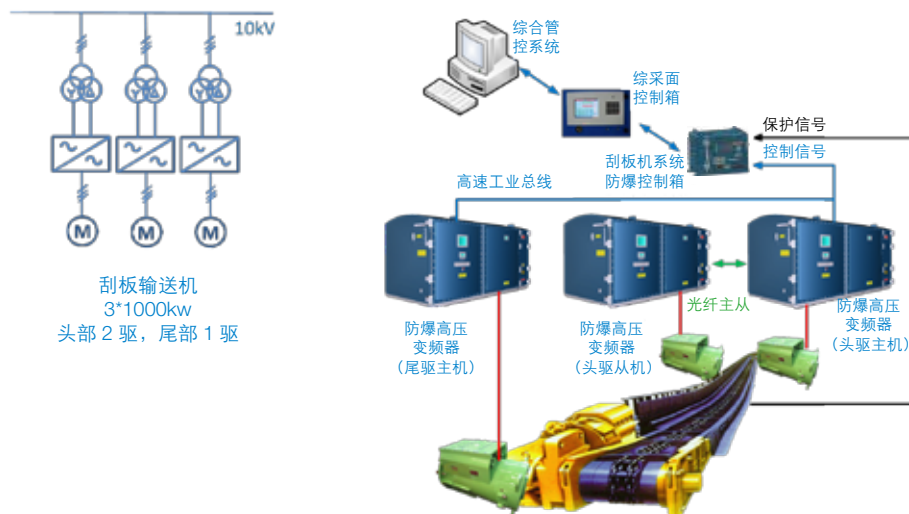 10kV
Y
Δ
Y
Δ
Y
Δ
M
M
M
刮板输送机
3*1000kw
头部 2 驱，尾部 1 驱
综合管
控系统
综采面
控制箱
刮板机系统
防爆控制箱
保护信号
控制信号
高速工业总线
光纤主从
防爆高压
变频器
（尾驱主机）
防爆高压
变频器
（头驱从机）
防爆高压
变频器
（头驱主机）